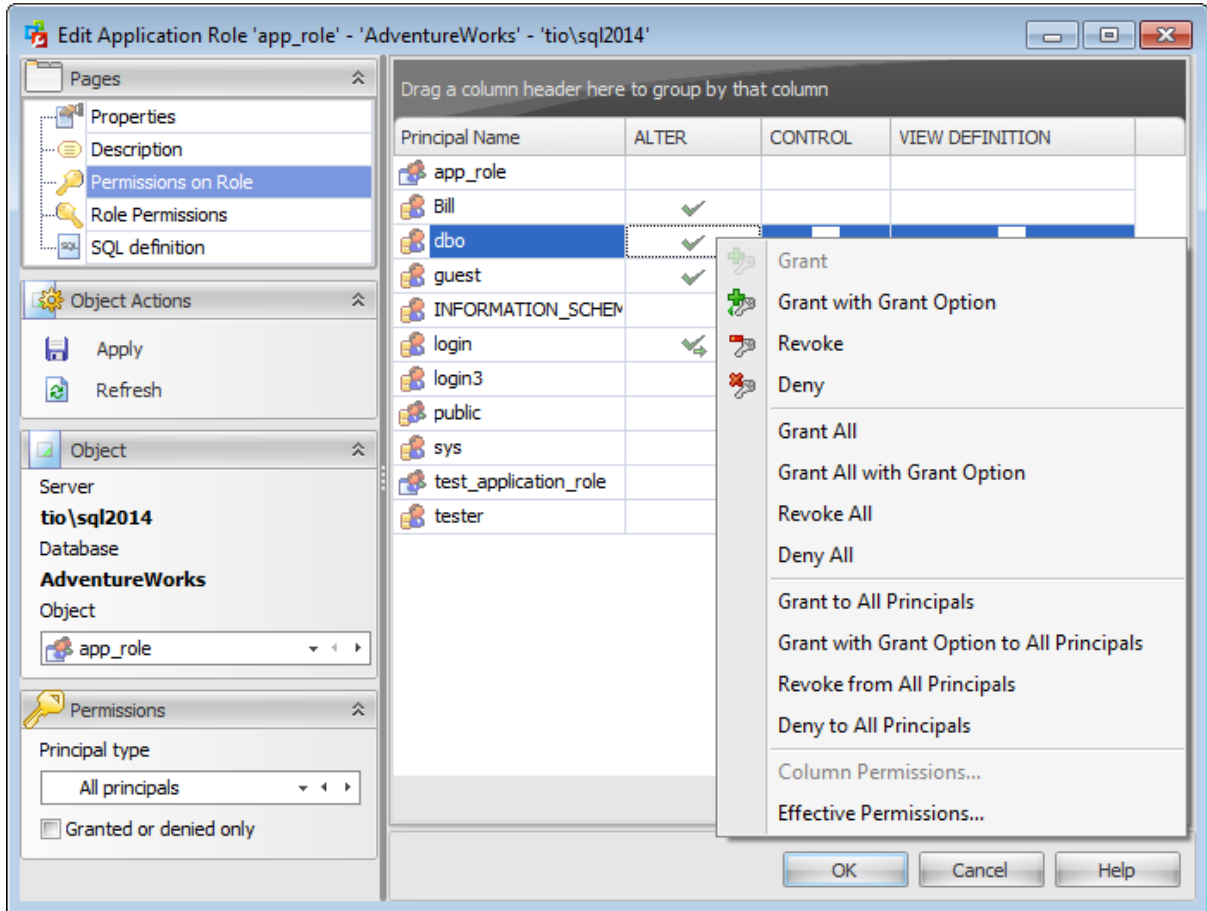 Edit Application Role 'app_role' - 'AdventureWorks' - 'tio\sql2014'
Pages
Properties
Description
Permissions on Role
Role Permissions
SQL
SQL definition
Object Actions
Apply
Refresh
Object
Server
tio\sql2014
Database
AdventureWorks
Object
app_role
Permissions
Principal type
All principals
Granted or denied only
Drag a column header here to group by that column
Principal Name ALTER CONTROL VIEW DEFINITION
app_role
Bill
dbo
guest
INFORMATION_SCHEM
login
login3
public
sys
test_application_role
tester
Grant
Grant with Grant Option
Revoke
Deny
Grant All
Grant All with Grant Option
Revoke All
Deny All
Grant to All Principals
Grant with Grant Option to All Principals
Revoke from All Principals
Deny to All Principals
Column Permissions...
Effective Permissions...
OK Cancel Help